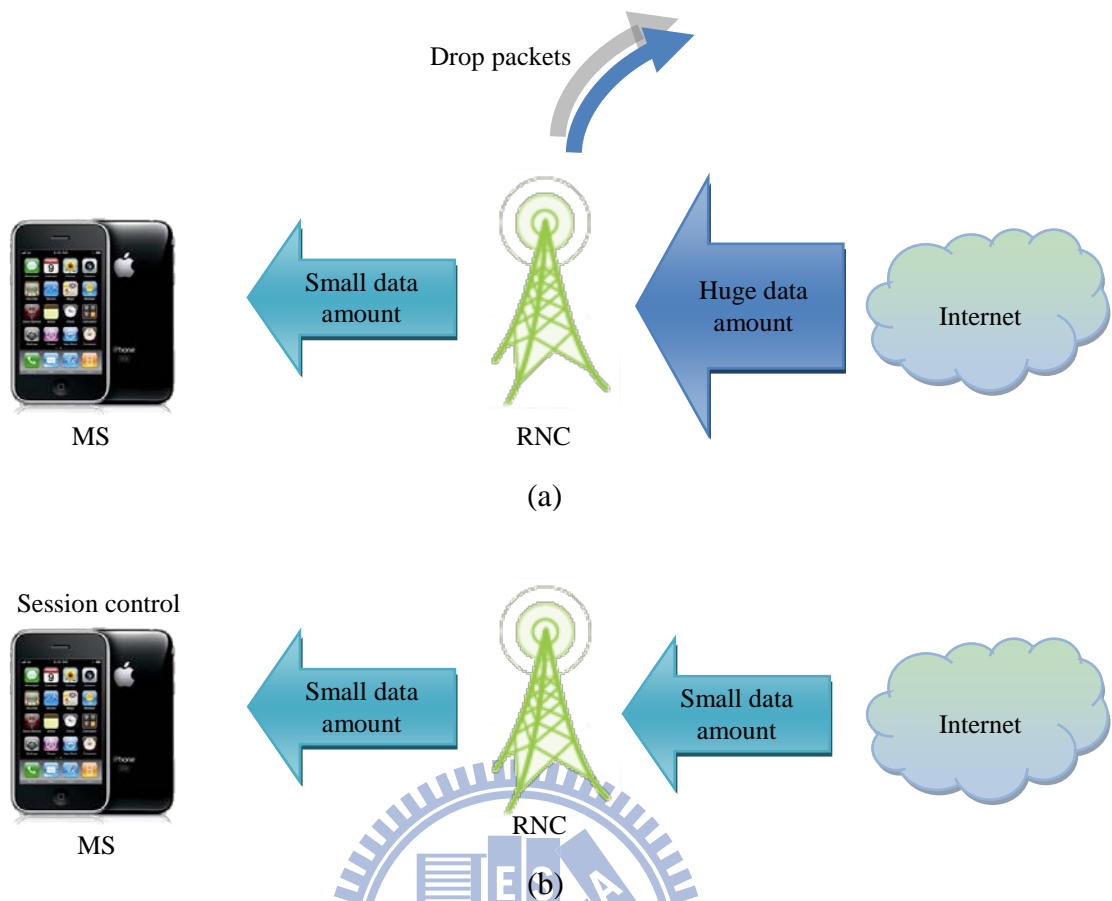 Drop packets
Small data
amount
Huge data
amount
Internet
MS
RNC
(a)
Session control
Small data
amount
Small data
amount
Internet
MS
RNC
E S A
(b)